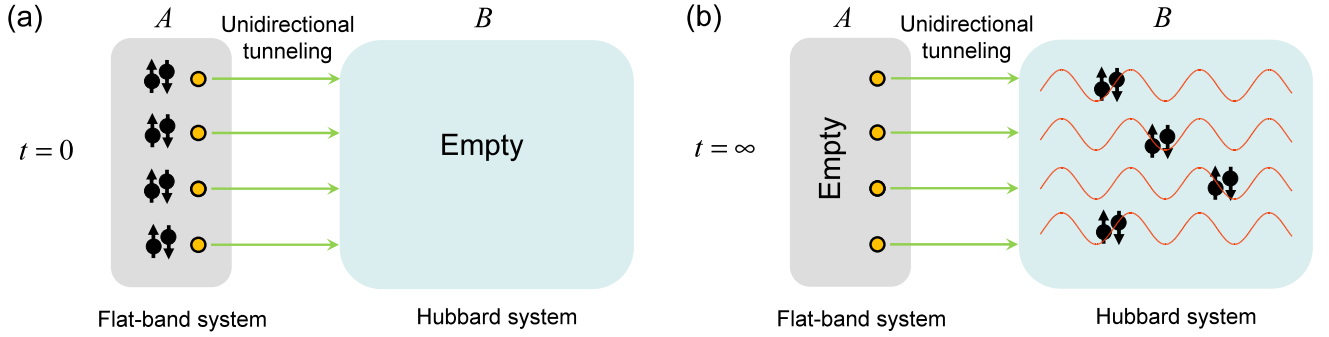 (a)
A
Unidirectional
tunneling
B
t = 0
Empty
Flat-band system
Hubbard system
(b)
A
Unidirectional
tunneling
B
t = ∞
Empty
Flat-band system
Hubbard system